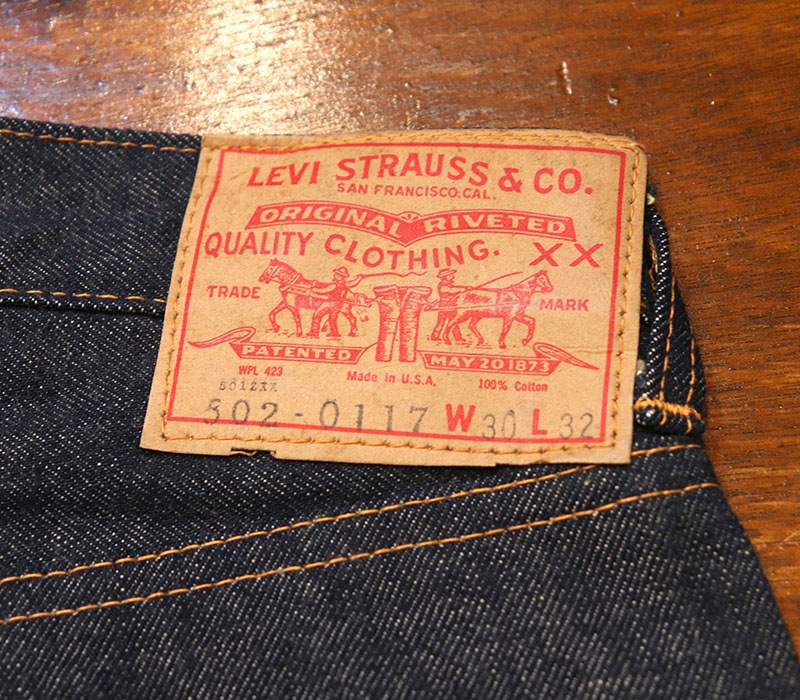 LEVI STRAUSS & CO.
SAN FRANCISCO, CAL.
ORIGINAL RIVETED
QUALITY CLOTHING. XX
TRADE MARK
PATENTED MAY 20 1873
WPL 423 Made in U.S.A. 100% Cotton
501ZXX
502-0117 W 30 L 32